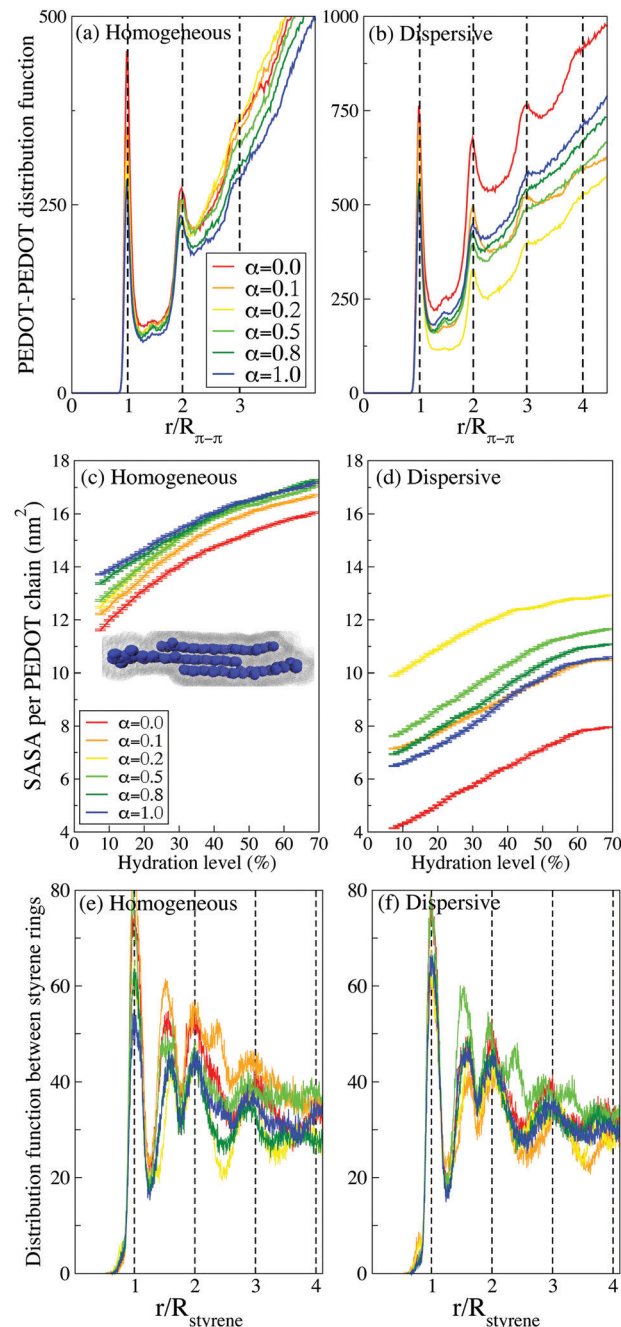 500
(a) Homogeneous
250
0
1
2
3
r/Rπ−π
PEDOT-PEDOT distribution function
α=0.0
α=0.1
α=0.2
α=0.5
α=0.8
α=1.0
1000
(b) Dispersive
750
500
250
0
1
2
3
4
r/Rπ−π
18
(c) Homogeneous
16
14
12
10
8
6
4
0 10 20 30 40 50 60 70
Hydration level (%)
SASA per PEDOT chain (nm²)
α=0.0
α=0.1
α=0.2
α=0.5
α=0.8
α=1.0
18
(d) Dispersive
16
14
12
10
8
6
4
0 10 20 30 40 50 60 70
Hydration level (%)
80
(e) Homogeneous
60
40
20
0
1 2 3 4
r/Rstyrene
Distribution function between styrene rings
80
(f) Dispersive
60
40
20
0
1 2 3 4
r/Rstyrene